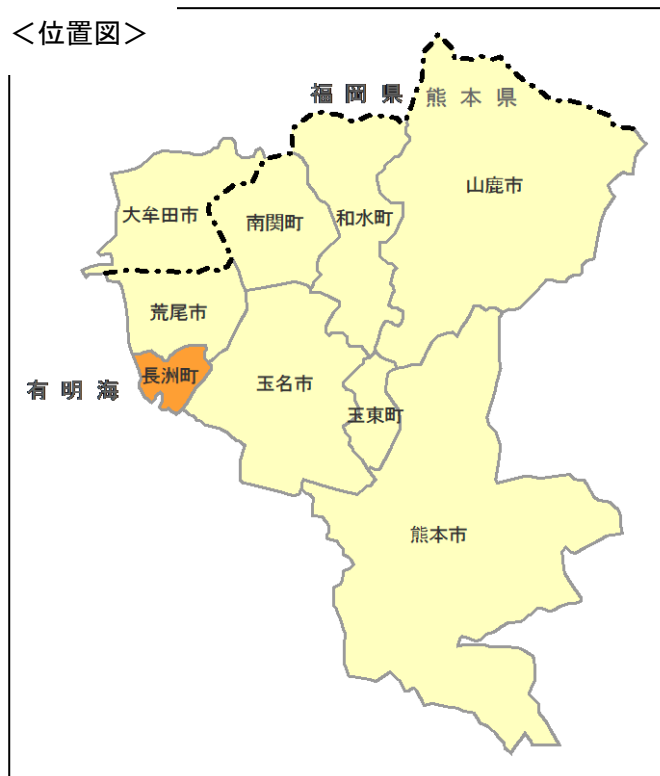 <位置図>
福岡県
熊本県
山鹿市
大牟田市
南関町
和水町
荒尾市
長洲町
有明海
玉名市
玉東町
熊本市